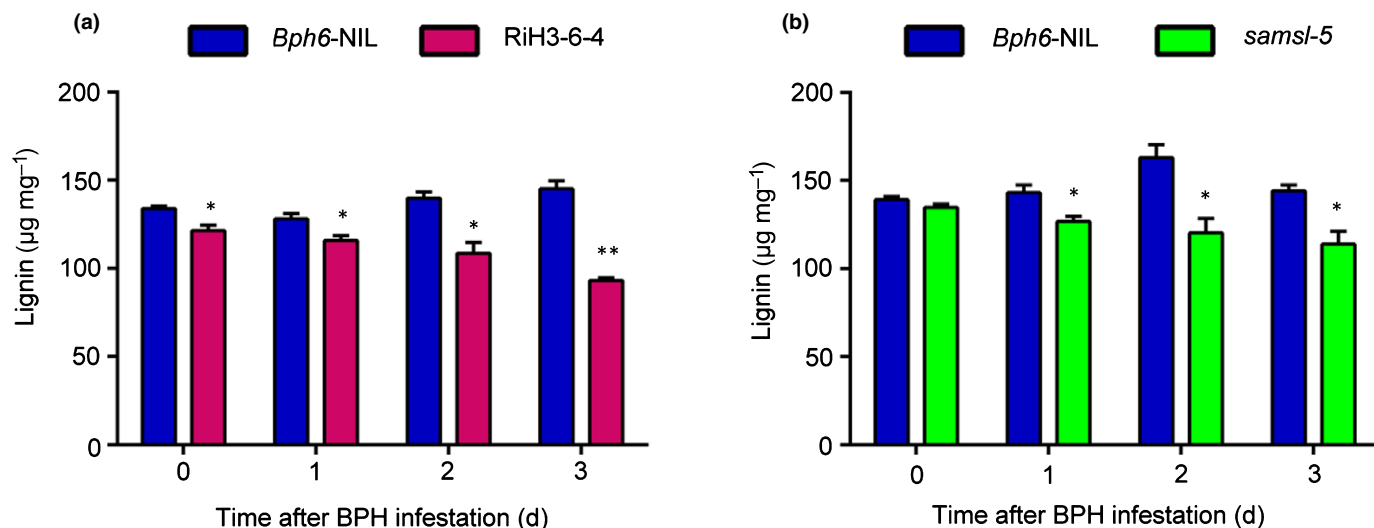 (a)
Bph6-NIL RiH3-6-4
Lignin (µg mg⁻¹)
200
150
100
50
0
* * * **
0 1 2 3
Time after BPH infestation (d)
(b)
Bph6-NIL samsl-5
Lignin (µg mg⁻¹)
200
150
100
50
0
* * *
0 1 2 3
Time after BPH infestation (d)